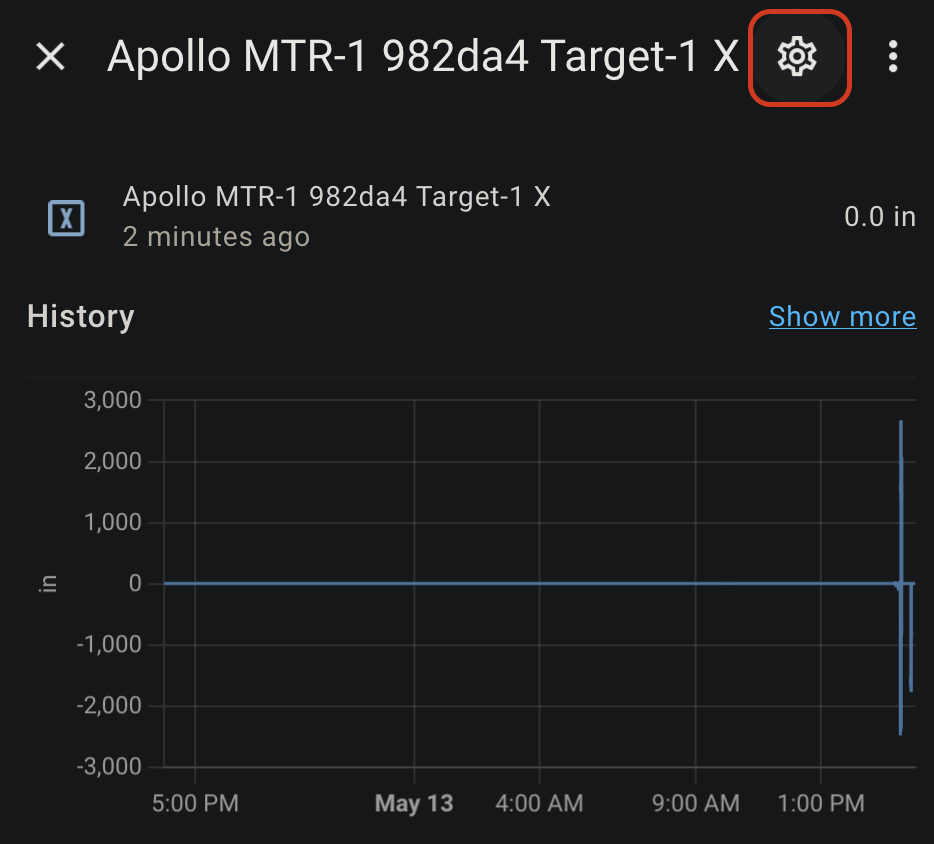 Apollo MTR-1 982da4 Target-1 X
X
Apollo MTR-1 982da4 Target-1 X
2 minutes ago
0.0 in
History
Show more
3,000
2,000
1,000
0
-1,000
-2,000
-3,000
in
5:00 PM
May 13
4:00 AM
9:00 AM
1:00 PM